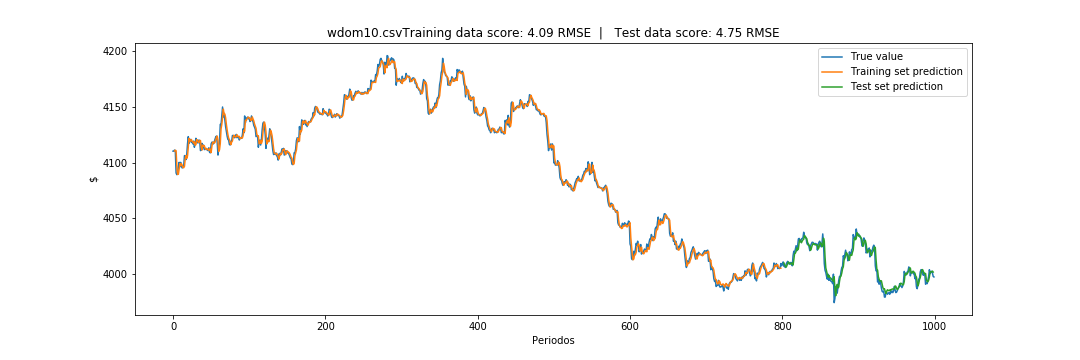 wdom10.csvTraining data score: 4.09 RMSE | Test data score: 4.75 RMSE
True value
Training set prediction
Test set prediction
$
4200
4150
4100
4050
4000
0 200 400 600 800 1000
Periodos